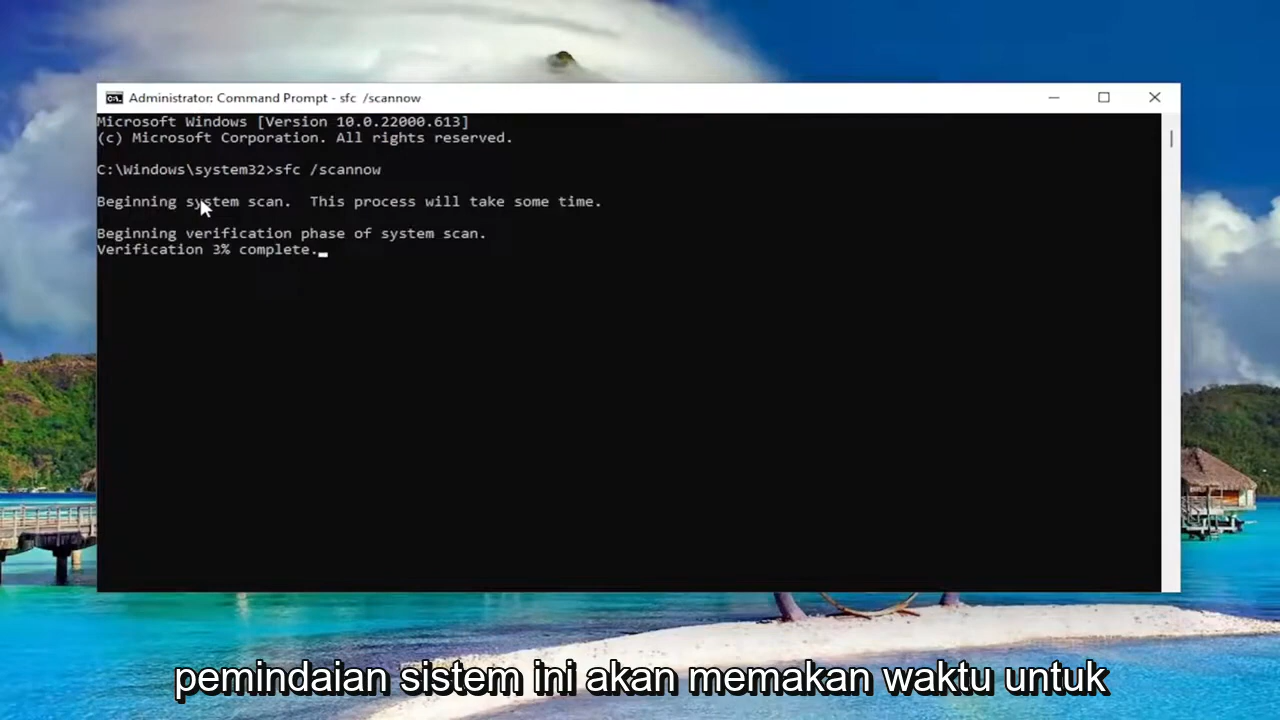 Administrator: Command Prompt - sfc  /scannow
Microsoft Windows [Version 10.0.22000.613]
(c) Microsoft Corporation. All rights reserved.
C:\Windows\system32>sfc /scannow
Beginning system scan.  This process will take some time.
Beginning verification phase of system scan.
Verification 3% complete.
pemindaian sistem ini akan memakan waktu untuk